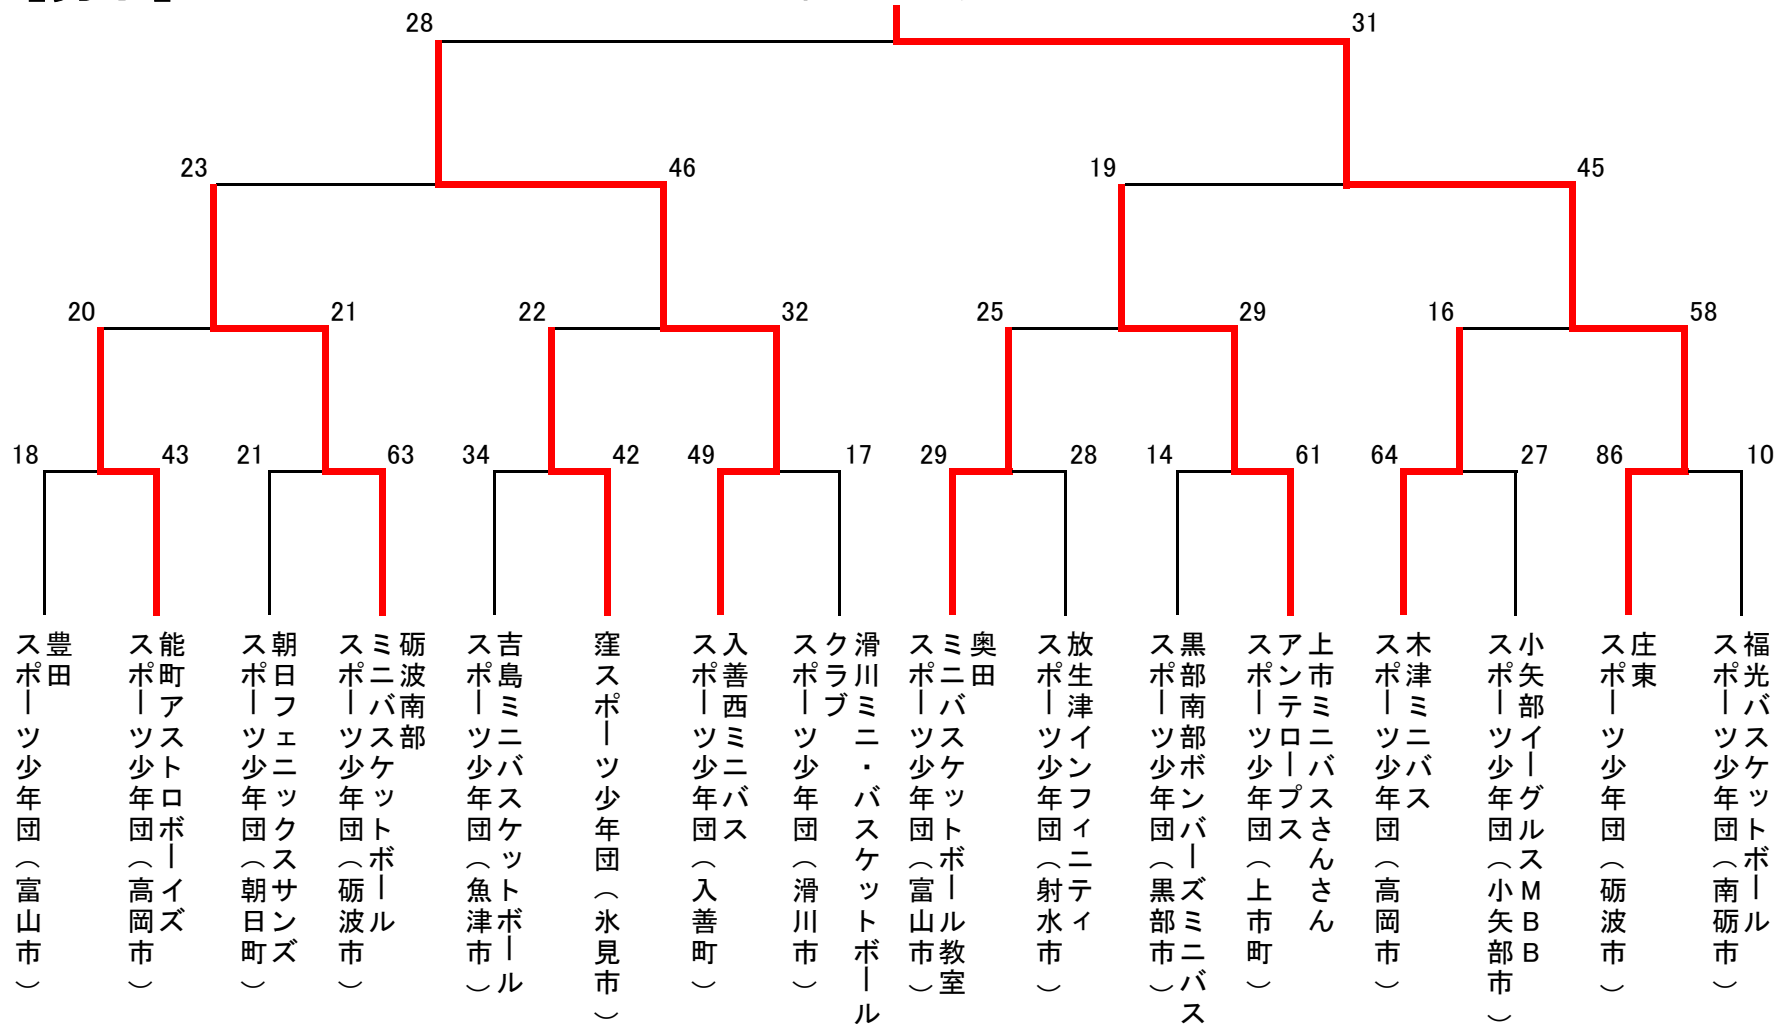 28 31
23 46 19 45
20 21 22 32 25 29 16 58
18 43 21 63 34 42 49 17 29 28 14 61 64 27 86 10
豊田
スポーツ少年団（富山市）
能町アストロボーイズ
スポーツ少年団（高岡市）
朝日フェニックスサンズ
スポーツ少年団（朝日町）
砺波南部
ミニバスケットボール
スポーツ少年団（砺波市）
吉島ミニバスケットボール
スポーツ少年団（魚津市）
窪スポーツ少年団（氷見市）
入善西ミニバス
スポーツ少年団（入善町）
滑川ミニ・バスケットボール
クラブ
スポーツ少年団（滑川市）
奥田
ミニバスケットボール教室
スポーツ少年団（富山市）
放生津インフィニティ
スポーツ少年団（射水市）
黒部南部ボンバーズミニバス
スポーツ少年団（黒部市）
上市ミニバスさんさん
アンテロープス
スポーツ少年団（上市町）
木津ミニバス
スポーツ少年団（高岡市）
小矢部イーグルスMBB
スポーツ少年団（小矢部市）
庄東
スポーツ少年団（砺波市）
福光バスケットボール
スポーツ少年団（南砺市）